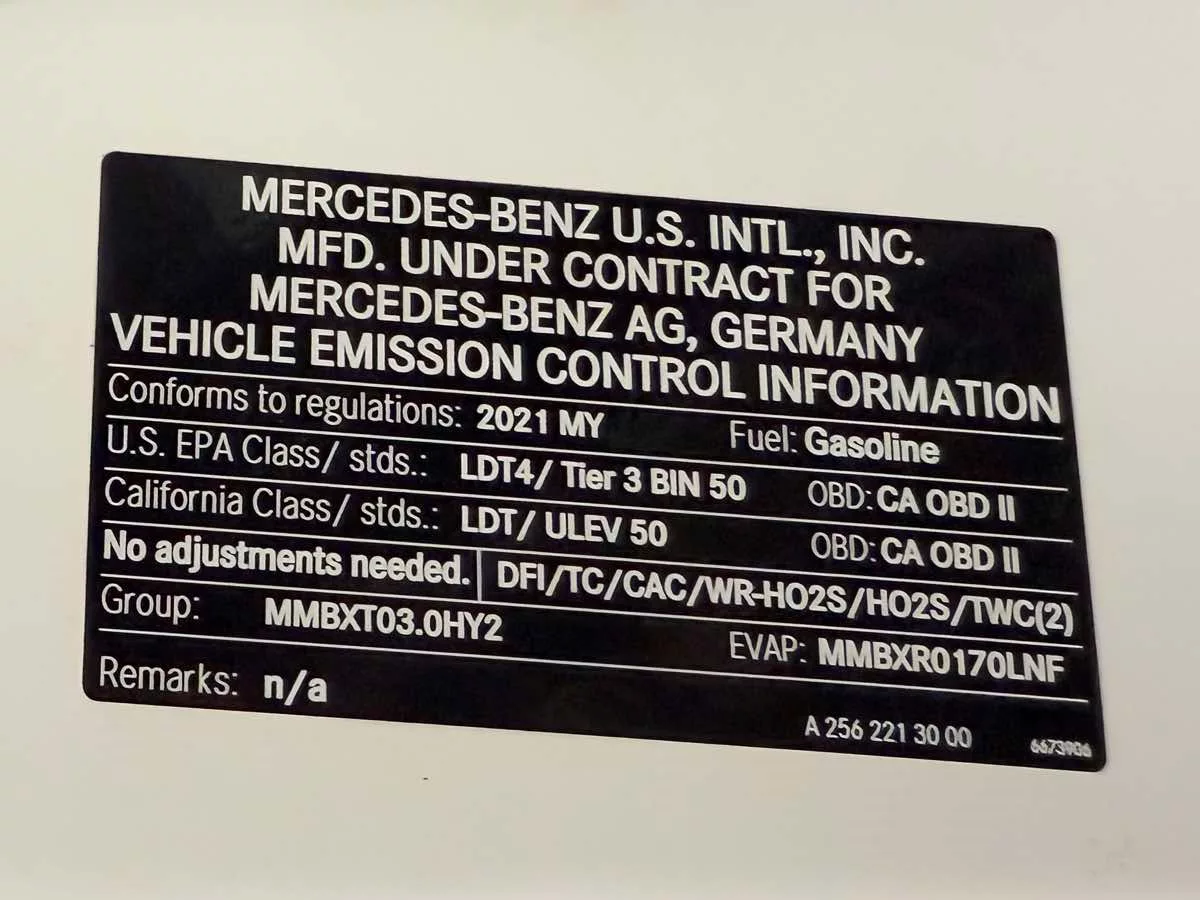 MERCEDES-BENZ U.S. INTL., INC.
MFD. UNDER CONTRACT FOR
MERCEDES-BENZ AG, GERMANY
VEHICLE EMISSION CONTROL INFORMATION
Conforms to regulations: 2021 MY Fuel: Gasoline
U.S. EPA Class/ stds.: LDT4/ Tier 3 BIN 50 OBD: CA OBD II
California Class/ stds.: LDT/ ULEV 50 OBD: CA OBD II
No adjustments needed. DFI/TC/CAC/WR-HO2S/HO2S/TWC(2)
Group: MMBXT03.0HY2 EVAP: MMBXR0170LNF
Remarks: n/a
A 256 221 30 00 6673906